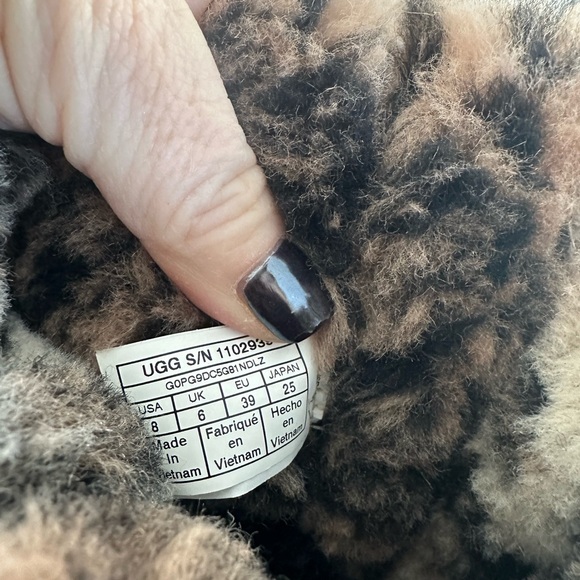 UGG S/N 110293
G0PG9DC5G81NDLZ
USA UK EU JAPAN
8 6 39 25
Made In Vietnam
Fabriqué en Vietnam
Hecho en Vietnam